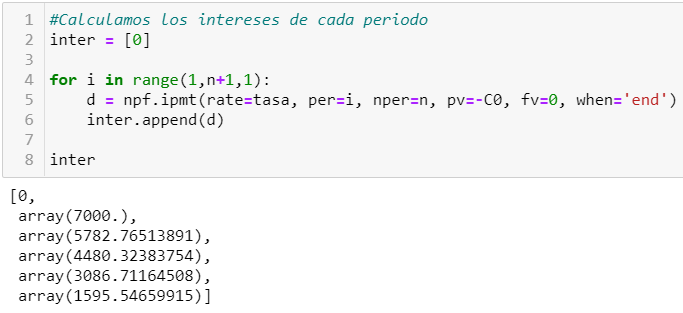 1 #Calculamos los intereses de cada periodo
2 inter = [0]
3
4 for i in range(1,n+1,1):
5     d = npf.ipmt(rate=tasa, per=i, nper=n, pv=-C0, fv=0, when='end')
6     inter.append(d)
7
8 inter
[0,
 array(7000.),
 array(5782.76513891),
 array(4480.32383754),
 array(3086.71164508),
 array(1595.54659915)]